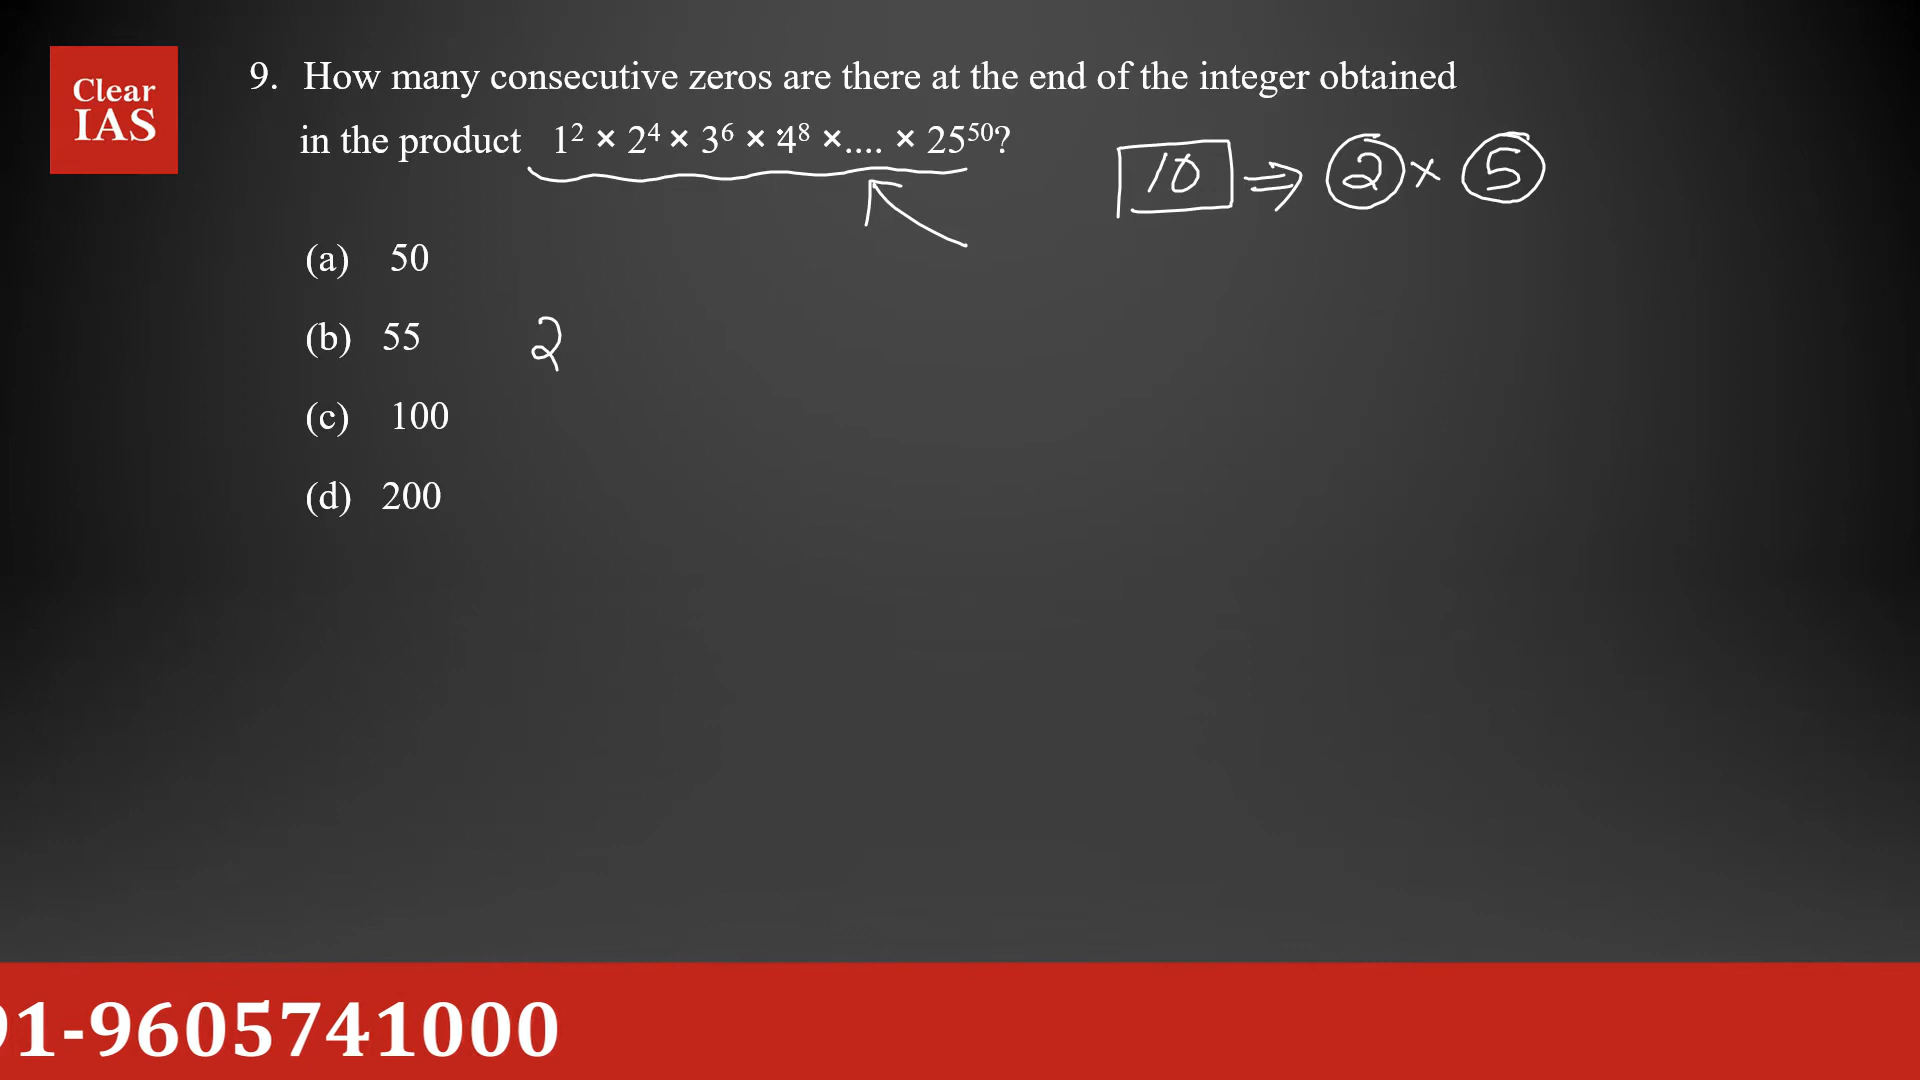 Clear
IAS
9. How many consecutive zeros are there at the end of the integer obtained
in the product 1² × 2⁴ × 3⁶ × 4⁸ ×.... × 25⁵⁰?
10 ⇒ 2 × 5
(a) 50
(b) 55
2
(c) 100
(d) 200
91-9605741000